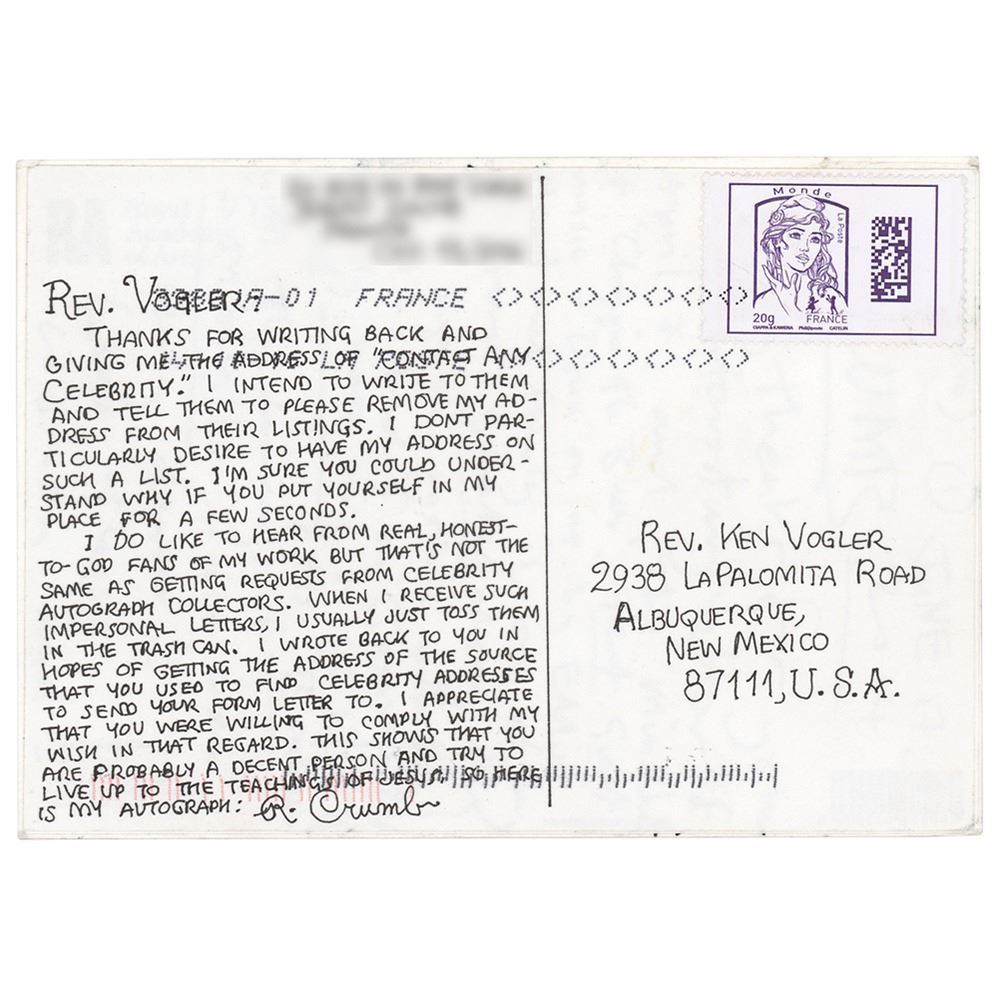 REV. VOGLER:
THANKS FOR WRITING BACK AND
GIVING ME THE ADDRESS OF "CONTACT ANY
CELEBRITY." I INTEND TO WRITE TO THEM
AND TELL THEM TO PLEASE REMOVE MY AD-
DRESS FROM THEIR LISTINGS. I DONT PAR-
TICULARLY DESIRE TO HAVE MY ADDRESS ON
SUCH A LIST. I'M SURE YOU COULD UNDER-
STAND WHY IF YOU PUT YOURSELF IN MY
PLACE FOR A FEW SECONDS.
I DO LIKE TO HEAR FROM REAL, HONEST-
TO-GOD FANS OF MY WORK BUT THAT'S NOT THE
SAME AS GETTING REQUESTS FROM CELEBRITY
AUTOGRAPH COLLECTORS. WHEN I RECEIVE SUCH
IMPERSONAL LETTERS, I USUALLY JUST TOSS THEM
IN THE TRASH CAN. I WROTE BACK TO YOU IN
HOPES OF GETTING THE ADDRESS OF THE SOURCE
THAT YOU USED TO FIND CELEBRITY ADDRESSES
TO SEND YOUR FORM LETTER TO. I APPRECIATE
THAT YOU WERE WILLING TO COMPLY WITH MY
WISH IN THAT REGARD. THIS SHOWS THAT YOU
ARE PROBABLY A DECENT PERSON AND TRY TO
LIVE UP TO THE TEACHINGS OF JESUS. SO HERE
IS MY AUTOGRAPH: R. Crumb
-01 FRANCE
Monde
La Poste
20g FRANCE
CIAPPA & KAWENA Phil@poste CATELIN
REV. KEN VOGLER
2938 LAPALOMITA ROAD
ALBUQUERQUE,
NEW MEXICO
87111, U.S.A.